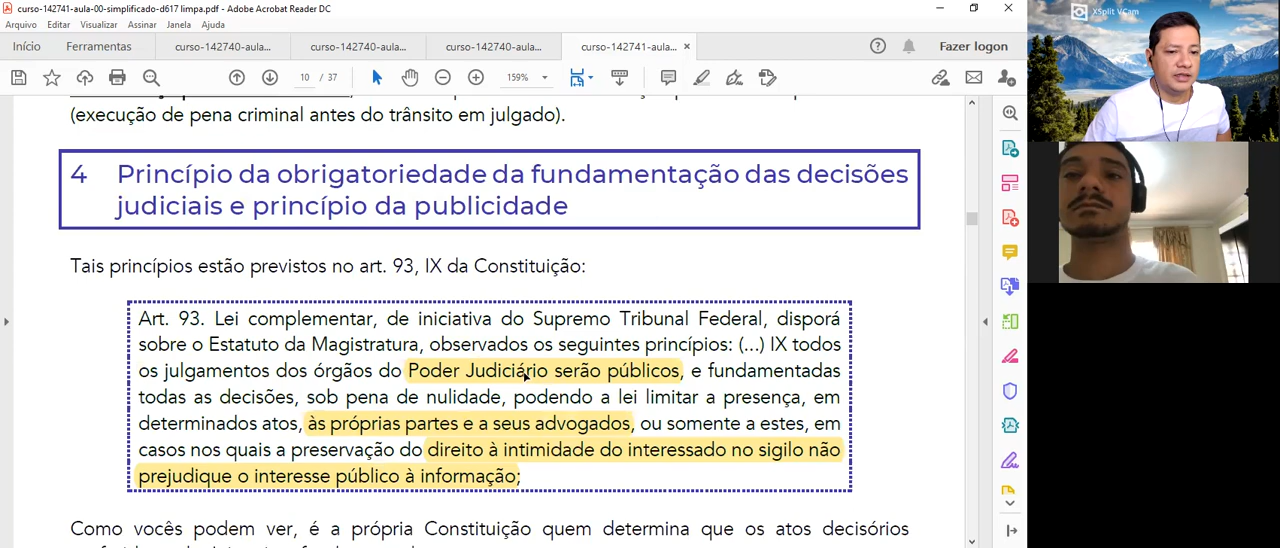 curso-142741-aula-00-simplificado-d617 limpa.pdf - Adobe Acrobat Reader DC
Arquivo Editar Visualizar Assinar Janela Ajuda
Início Ferramentas curso-142740-aula... curso-142740-aula... curso-142740-aula... curso-142741-aula... × Fazer logon
10 / 37 159%
(execução de pena criminal antes do trânsito em julgado).
4 Princípio da obrigatoriedade da fundamentação das decisões
judiciais e princípio da publicidade
Tais princípios estão previstos no art. 93, IX da Constituição:
Art. 93. Lei complementar, de iniciativa do Supremo Tribunal Federal, disporá
sobre o Estatuto da Magistratura, observados os seguintes princípios: (...) IX todos
os julgamentos dos órgãos do Poder Judiciário serão públicos, e fundamentadas
todas as decisões, sob pena de nulidade, podendo a lei limitar a presença, em
determinados atos, às próprias partes e a seus advogados, ou somente a estes, em
casos nos quais a preservação do direito à intimidade do interessado no sigilo não
prejudique o interesse público à informação;
Como vocês podem ver, é a própria Constituição quem determina que os atos decisórios
XSplit VCam